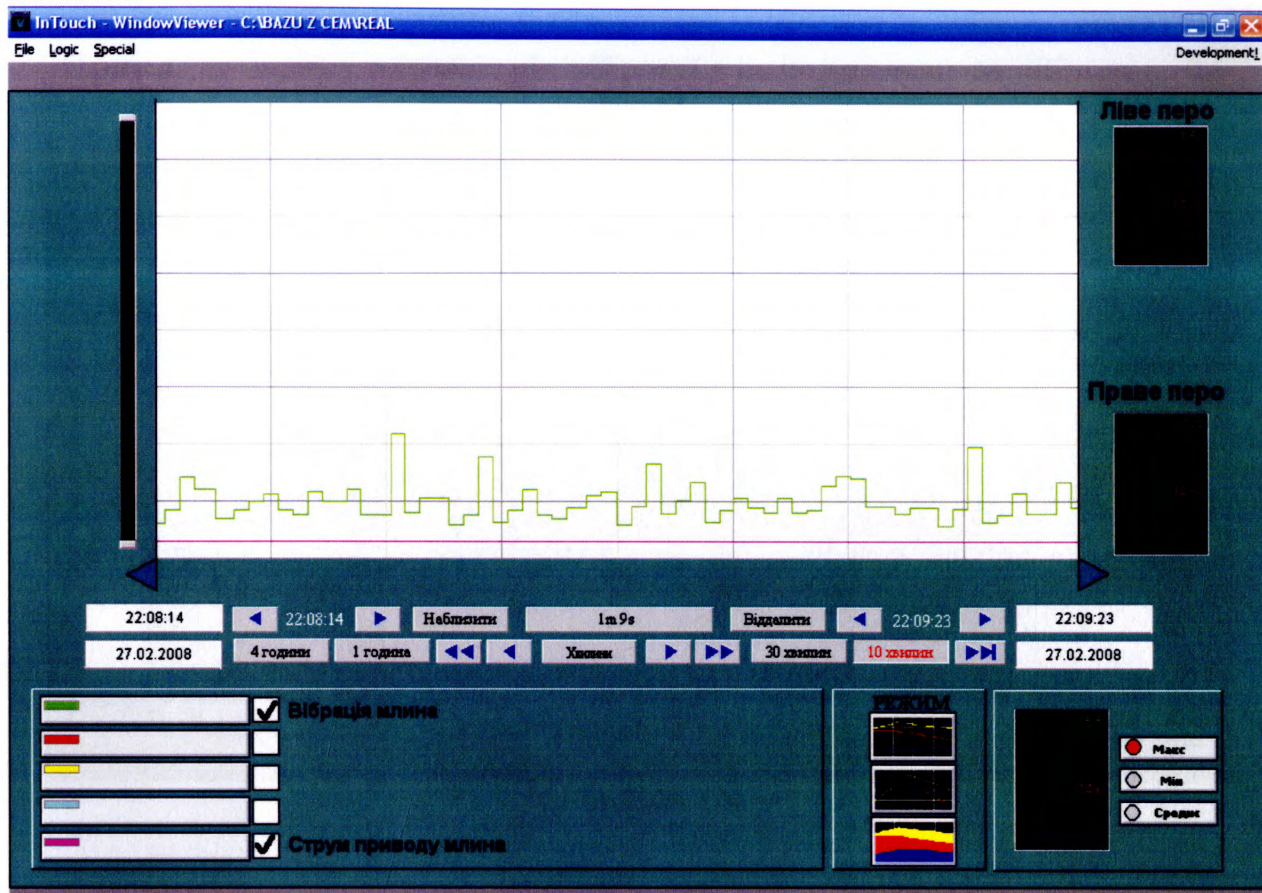 InTouch - WindowViewer - C:\BAZU Z CEM\REAL
File Logic Special Development!
Ліве перо
Праве перо
22:08:14 22:08:14 Наблизити 1m 9s Віддалити 22:09:23 22:09:23
27.02.2008 4 години 1 година Хвилин 30 хвилин 10 хвилин 27.02.2008
Вібрація млина
РЕЖИМ
Макс
Мін
Средне
Струм приводу млина